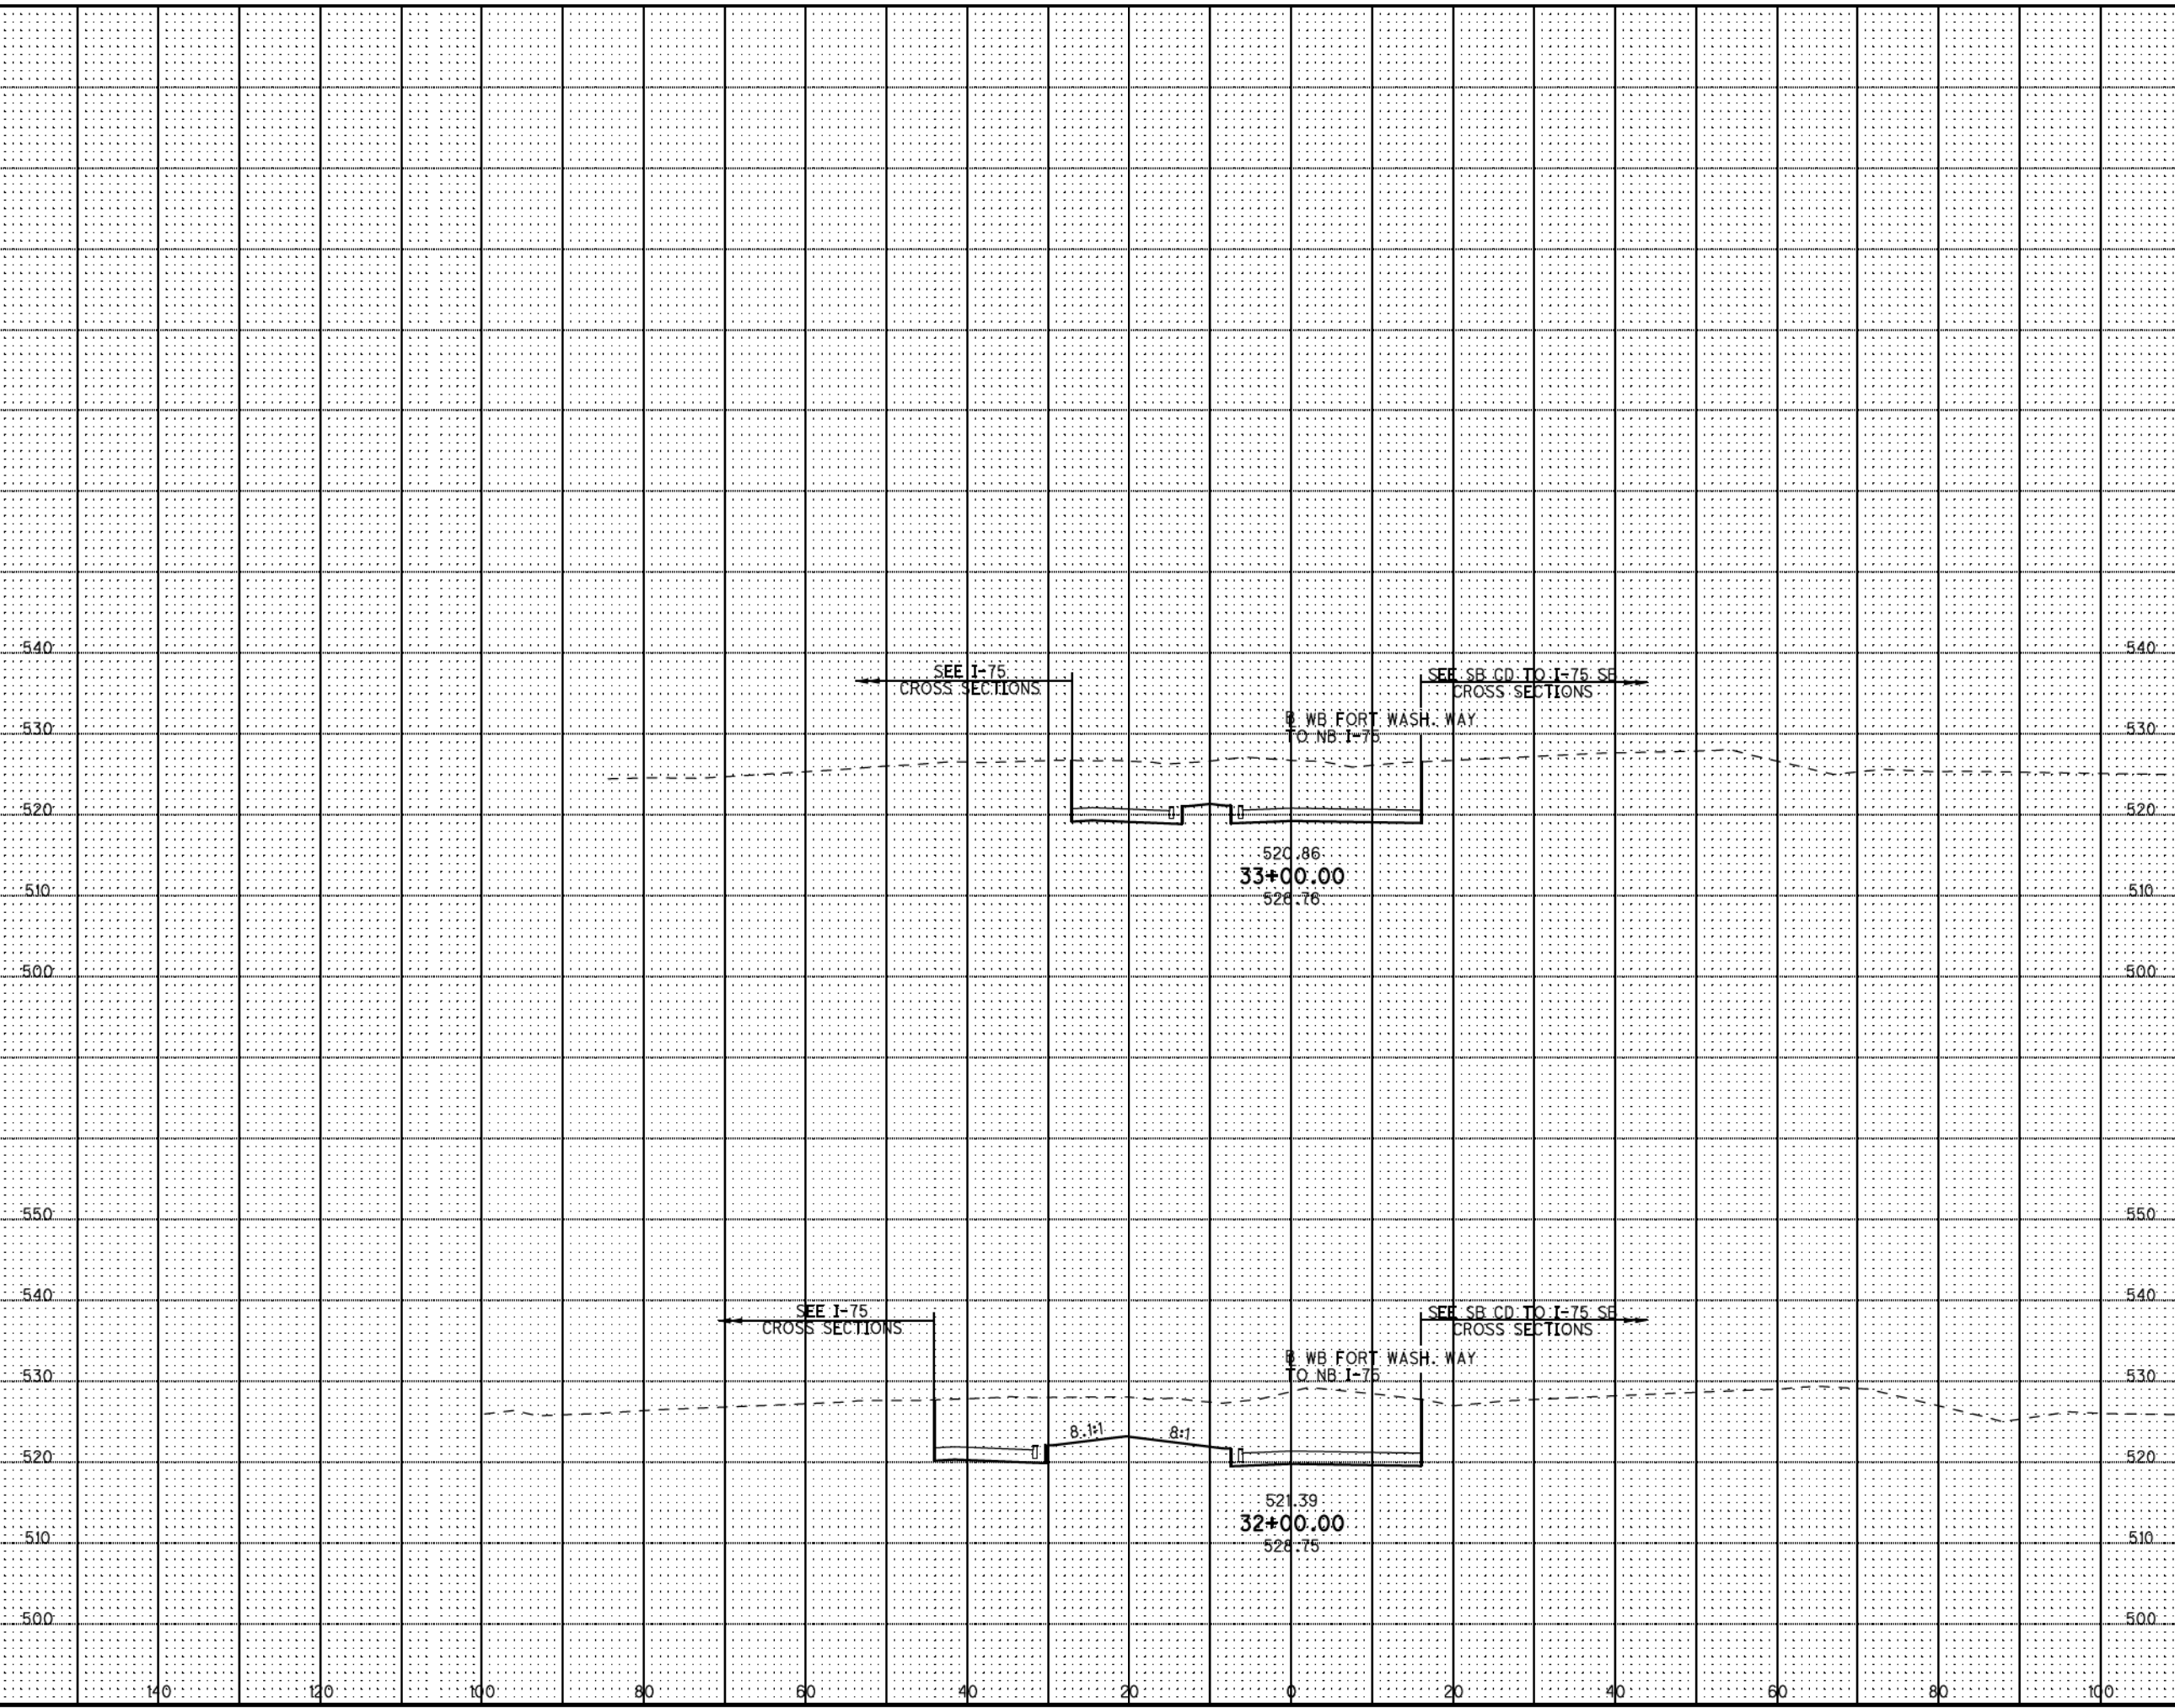 540 540
SEE I-75
CROSS SECTIONS
SEE SB CD TO I-75 SB
CROSS SECTIONS
B WB FORT WASH. WAY
TO NB I-75
530 530
520 520
520.86
33+00.00
526.76
510 510
500 500
550 550
540 540
SEE I-75
CROSS SECTIONS
SEE SB CD TO I-75 SB
CROSS SECTIONS
B WB FORT WASH. WAY
TO NB I-75
530 530
8.1:1 8:1
520 520
521.39
32+00.00
528.75
510 510
500 500
140 120 100 80 60 40 20 0 20 40 60 80 100